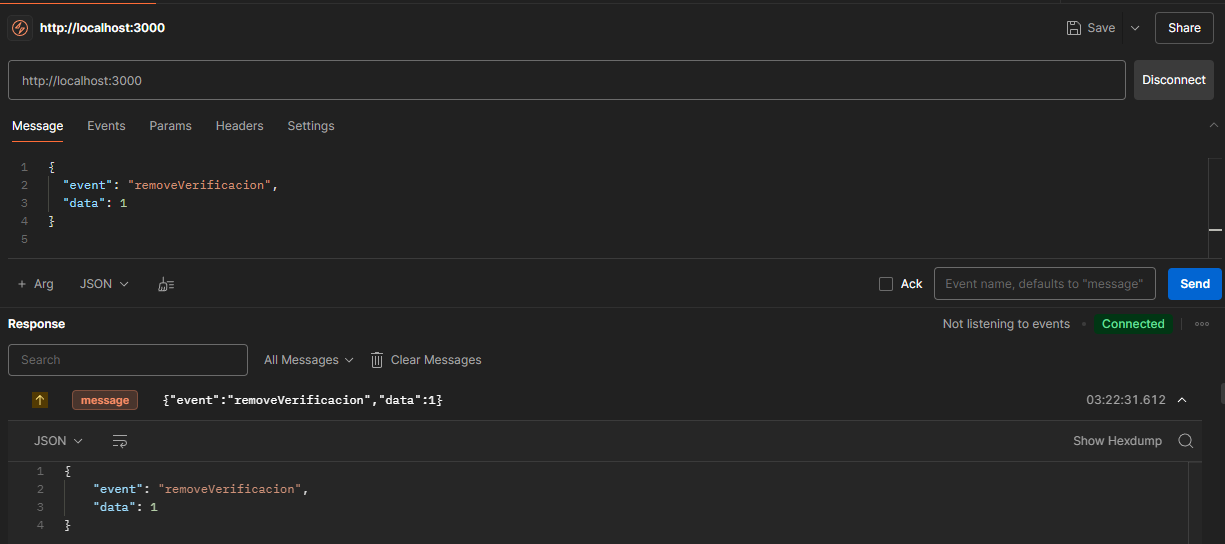 http://localhost:3000
Save
Share
http://localhost:3000
Disconnect
Message Events Params Headers Settings
1 {
2 "event": "removeVerificacion",
3 "data": 1
4 }
5
+ Arg JSON
Ack
Event name, defaults to "message"
Send
Response
Not listening to events
Connected
Search
All Messages
Clear Messages
message
{"event":"removeVerificacion","data":1}
03:22:31.612
JSON
Show Hexdump
1 {
2 "event": "removeVerificacion",
3 "data": 1
4 }